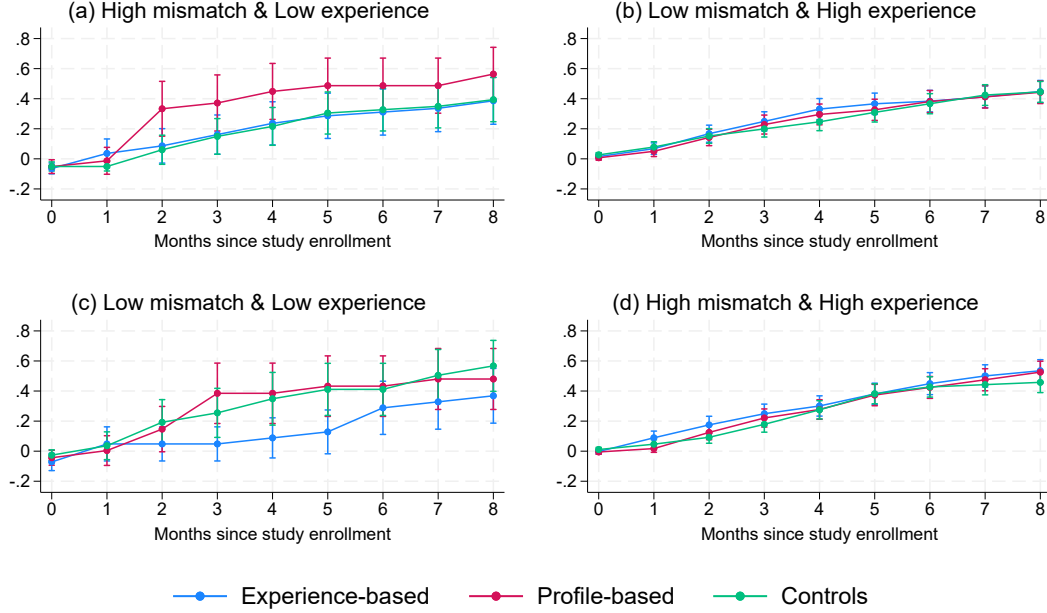 (a) High mismatch & Low experience
.8
.6
.4
.2
0
-.2
0 1 2 3 4 5 6 7 8
Months since study enrollment
(b) Low mismatch & High experience
.8
.6
.4
.2
0
-.2
0 1 2 3 4 5 6 7 8
Months since study enrollment
(c) Low mismatch & Low experience
.8
.6
.4
.2
0
-.2
0 1 2 3 4 5 6 7 8
Months since study enrollment
(d) High mismatch & High experience
.8
.6
.4
.2
0
-.2
0 1 2 3 4 5 6 7 8
Months since study enrollment
Experience-based Profile-based Controls